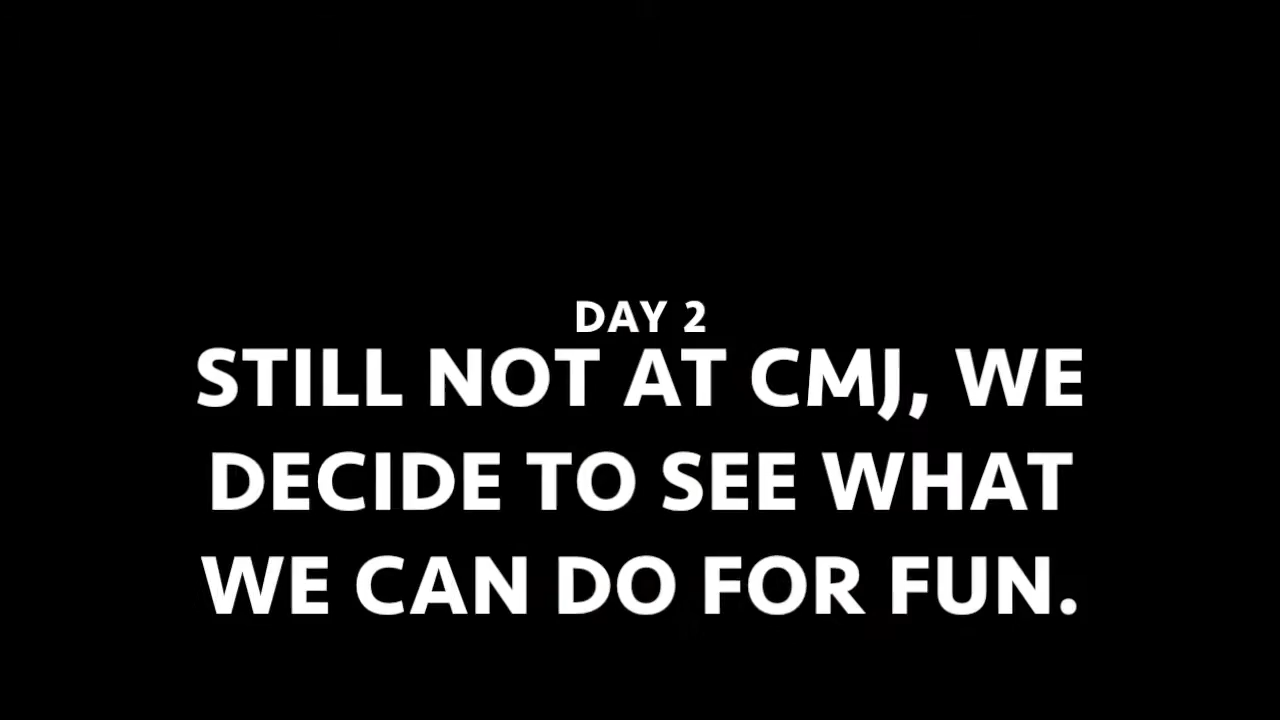 DAY 2
STILL NOT AT CMJ, WE
DECIDE TO SEE WHAT
WE CAN DO FOR FUN.